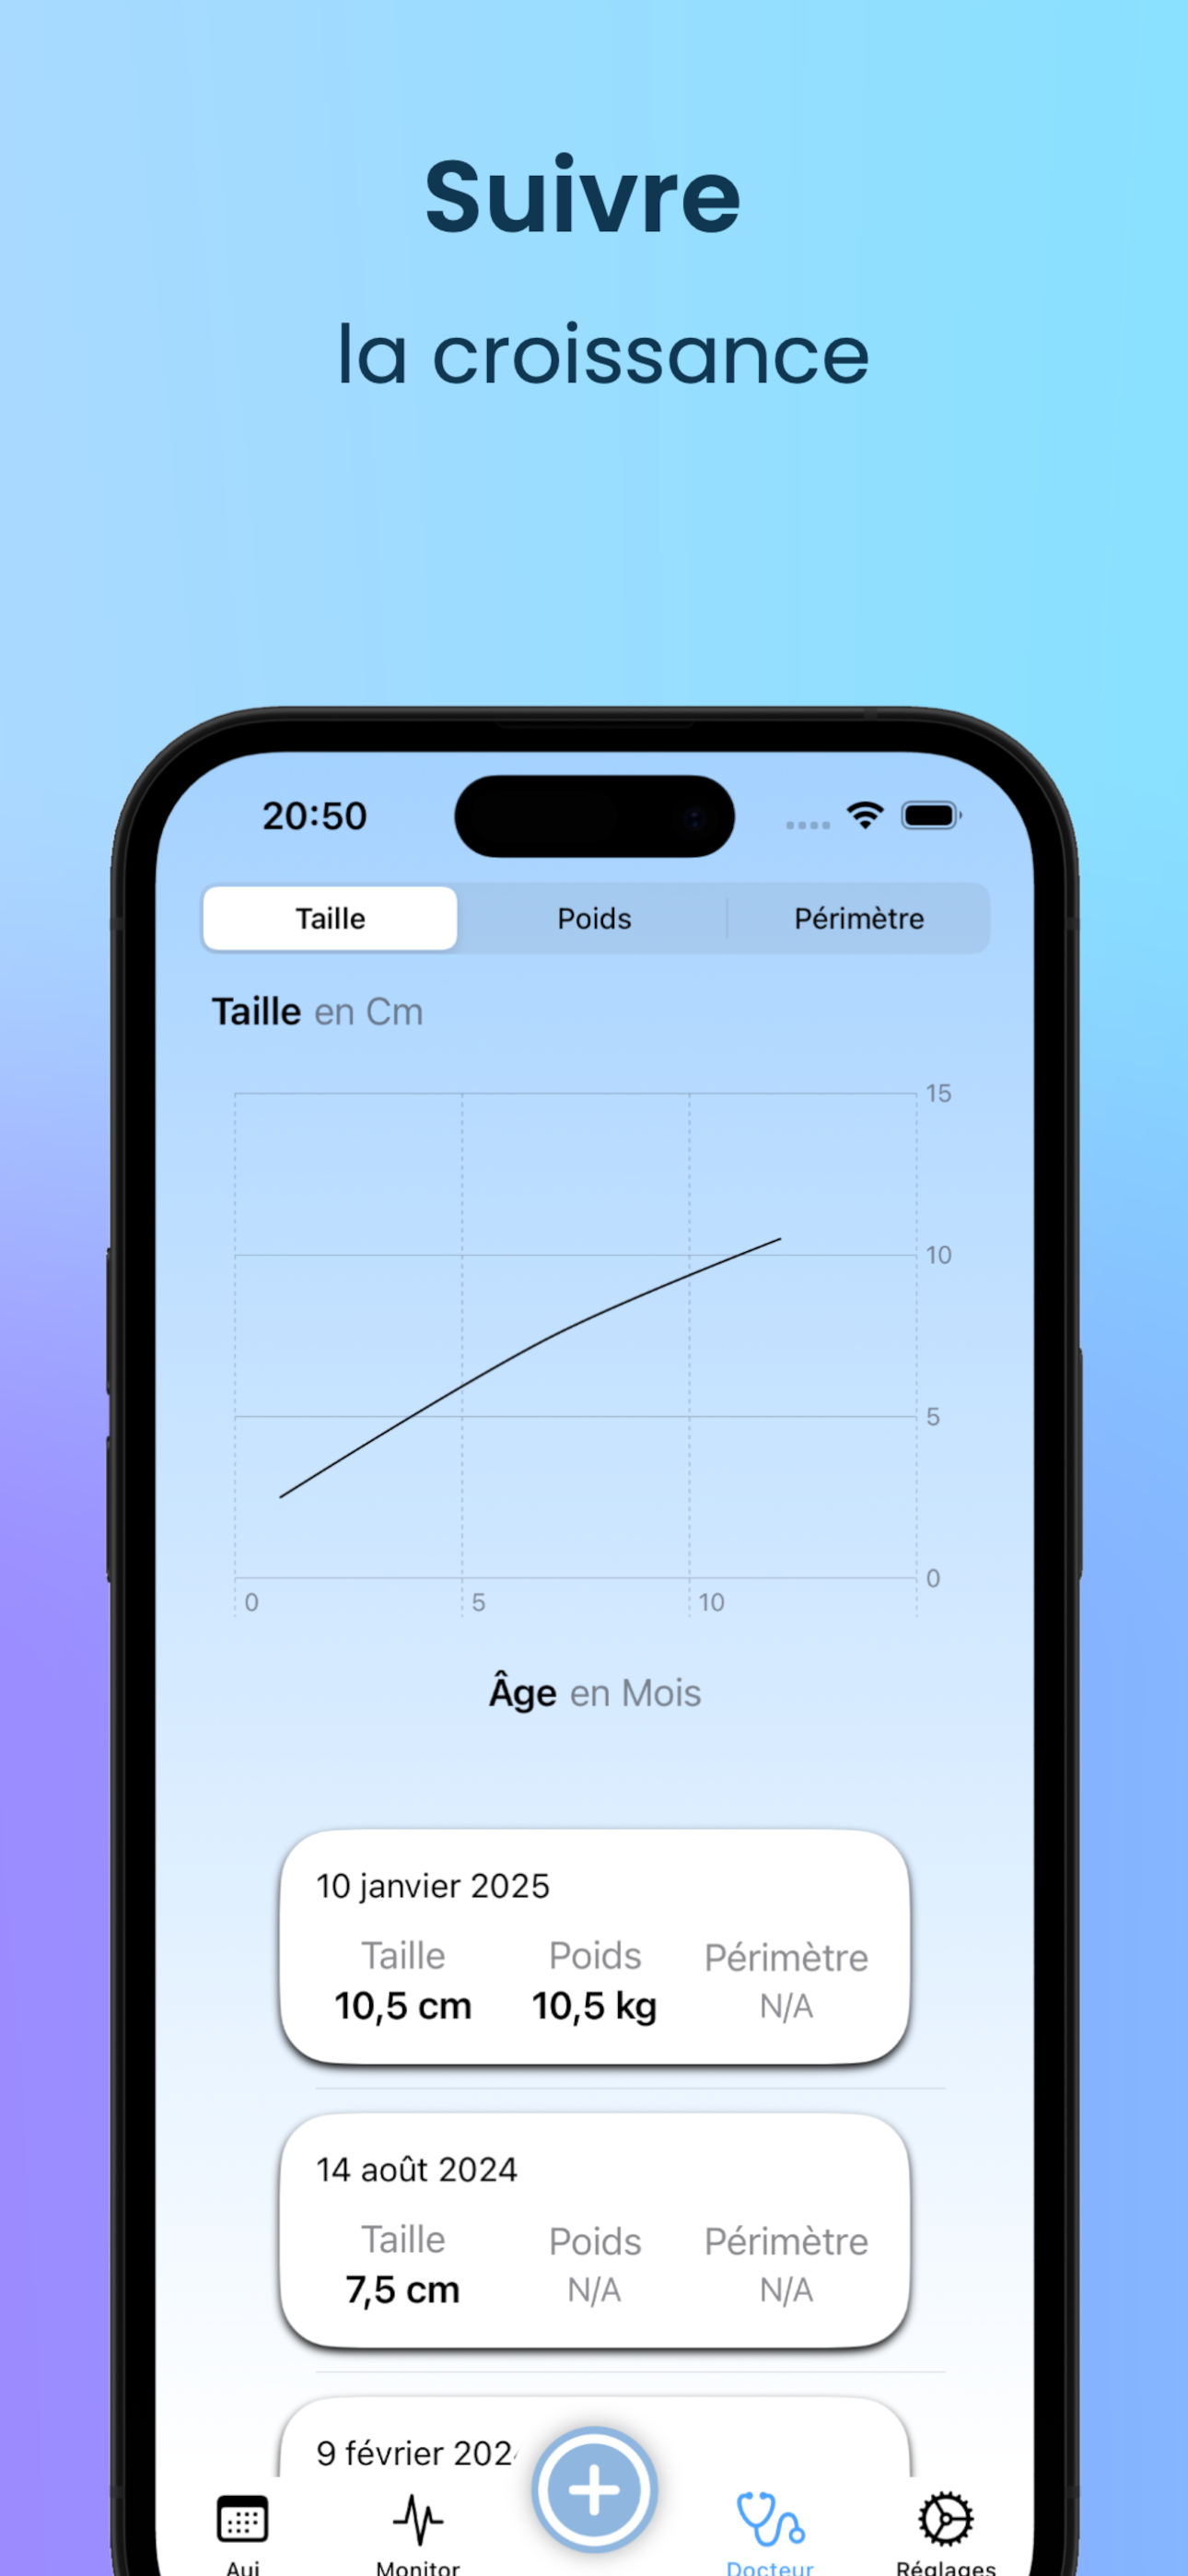 Suivre
la croissance
20:50
Taille Poids Périmètre
Taille en Cm
15
10
5
0
0 5 10
Âge en Mois
10 janvier 2025
Taille Poids Périmètre
10,5 cm 10,5 kg N/A
14 août 2024
Taille Poids Périmètre
7,5 cm N/A N/A
9 février 202
Auj Monitor Docteur Réglages